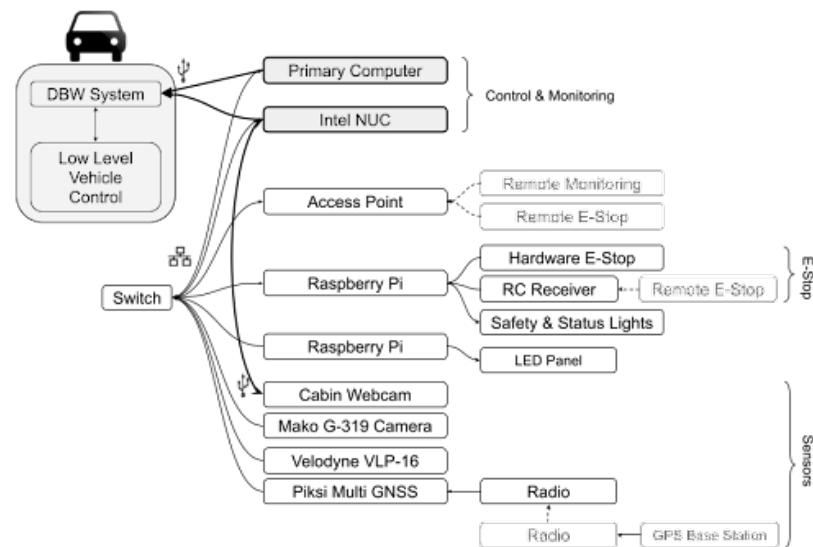 Primary Computer
DBW System
Control & Monitoring
Intel NUC
Low Level
Vehicle
Control
Remote Monitoring
Access Point
Remote E-Stop
Hardware E-Stop
Raspberry Pi
RC Receiver
Remote E-Stop
E-Stop
Switch
Safety & Status Lights
Raspberry Pi
LED Panel
Cabin Webcam
Mako G-319 Camera
Sensors
Velodyne VLP-16
Piksi Multi GNSS
Radio
Radio
GPS Base Station